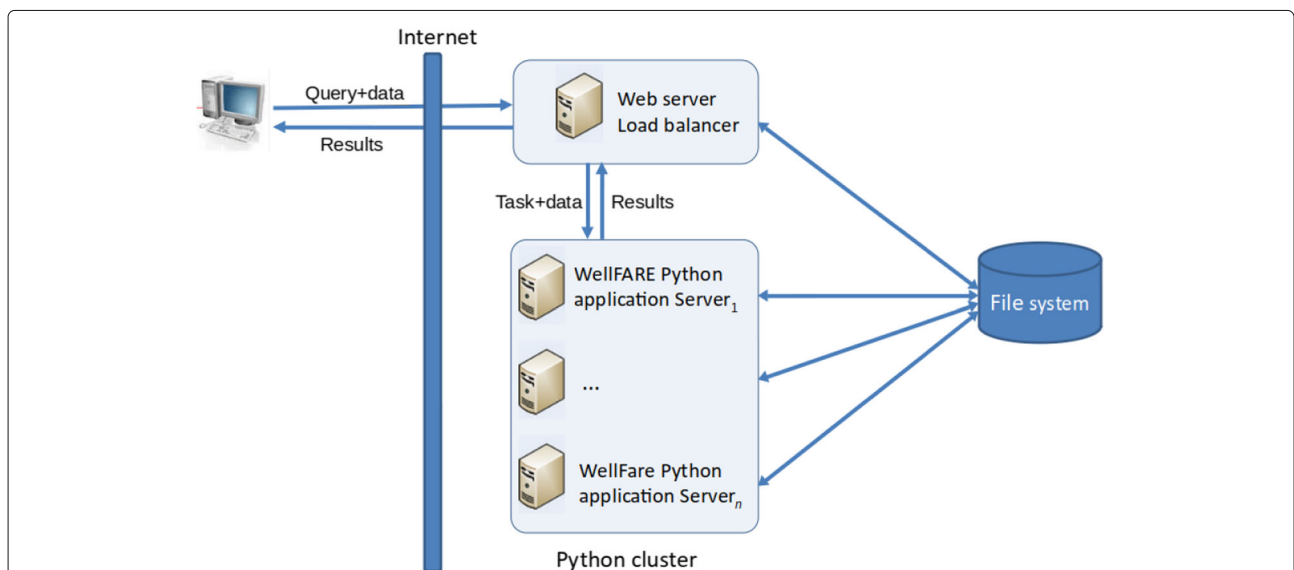 Internet
Query+data
Results
Web server
Load balancer
Task+data
Results
WellFARE Python
application Server1
...
WellFare Python
application Servern
Python cluster
File system